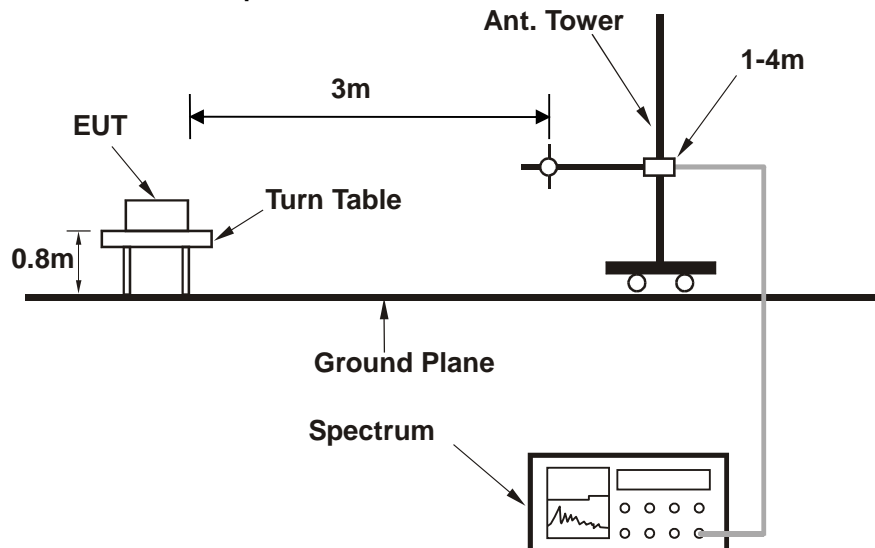 Ant. Tower
1-4m
3m
EUT
Turn Table
0.8m
Ground Plane
Spectrum